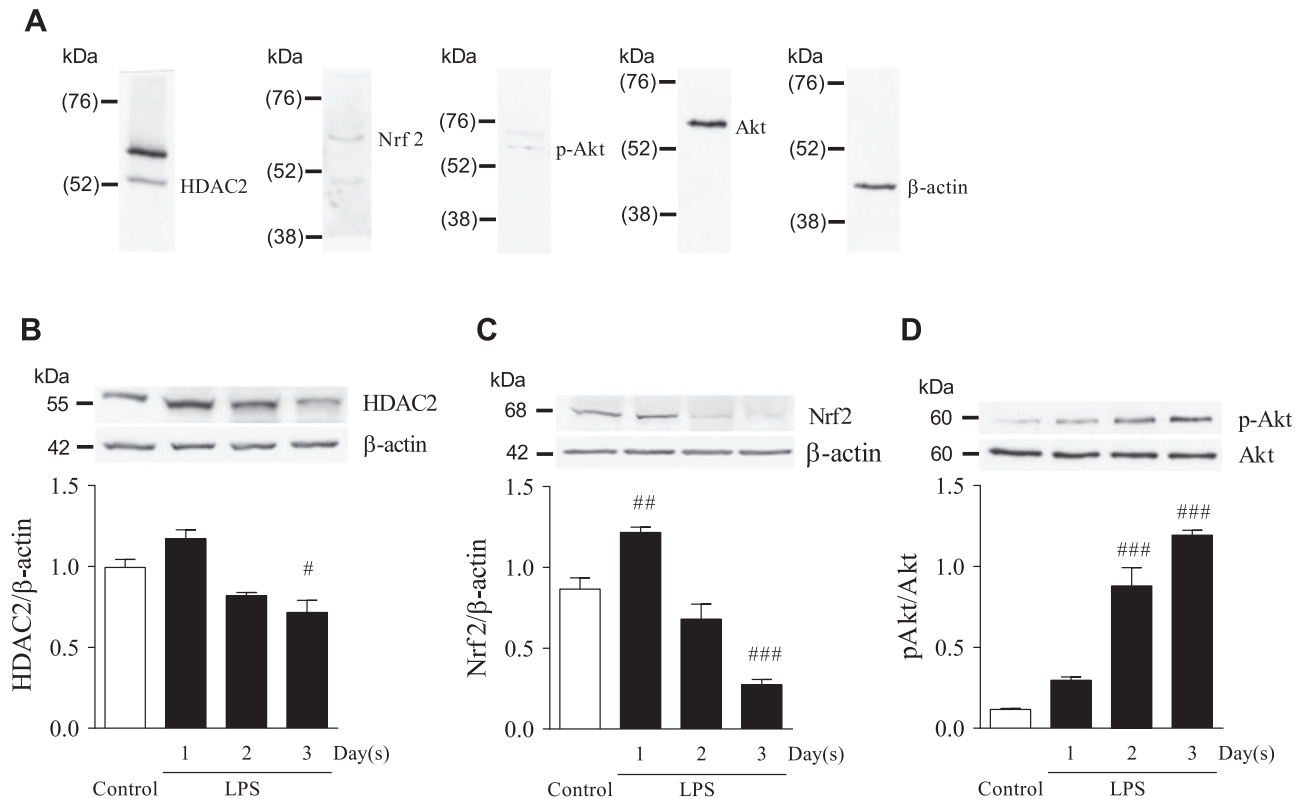 A
kDa
(76)
(52)
HDAC2
kDa
(76)
(52)
(38)
Nrf 2
kDa
(76)
(52)
(38)
p-Akt
kDa
(76)
(52)
(38)
Akt
kDa
(76)
(52)
(38)
β-actin
B
kDa
55
HDAC2
42
β-actin
1.5
1.0
0.5
0.0
HDAC2/β-actin
#
1 2 3 Day(s)
Control LPS
C
kDa
68
Nrf2
42
β-actin
1.5
1.0
0.5
0.0
Nrf 2/β-actin
##
###
1 2 3 Day(s)
Control LPS
D
kDa
60
p-Akt
60
Akt
1.5
1.0
0.5
0.0
pAkt/Akt
###
###
1 2 3 Day(s)
Control LPS